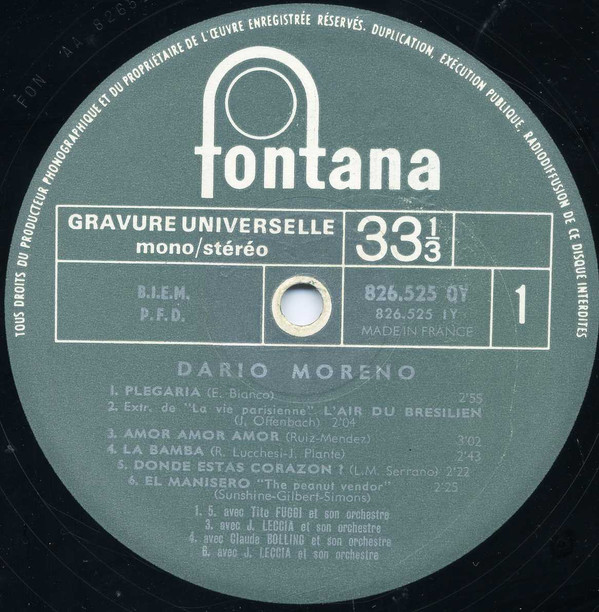 FON AA 8265
TOUS DROITS DU PRODUCTEUR PHONOGRAPHIQUE ET DU PROPRIÉTAIRE DE L'ŒUVRE ENREGISTRÉE RÉSERVÉS. DUPLICATION, EXÉCUTION PUBLIQUE, RADIODIFFUSION DE CE DISQUE INTERDITES
fontana
GRAVURE UNIVERSELLE
mono/stéréo
33 1/3
B.I.E.M.
P.F.D.
826.525 QY
826.525 IY
MADE IN FRANCE
1
DARIO MORENO
1. PLEGARIA (E. Bianco) 2'55
2. Extr. de "La vie parisienne" L'AIR DU BRESILIEN
(J. Offenbach) 2'04
3. AMOR AMOR AMOR (Ruiz-Mendez) 3'02
4. LA BAMBA (R. Lucchesi-J. Plante) 2'43
5. DONDE ESTAS CORAZON ? (L.M. Serrano) 2'22
6. EL MANISERO "The peanut vendor" 2'25
(Sunshine-Gilbert-Simons)
1. 5. avec Tite FUGGI et son orchestre
3. avec J. LECCIA et son orchestre
4. avec Claude BOLLING et son orchestre
6. avec J. LECCIA et son orchestre